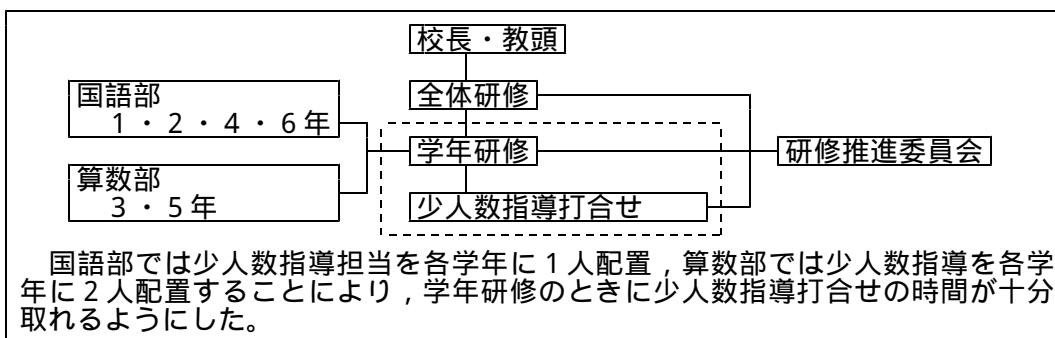 校長・教頭
国語部
1・2・4・6年
全体研修
学年研修
研修推進委員会
算数部
3・5年
少人数指導打合せ
国語部では少人数指導担当を各学年に1人配置，算数部では少人数指導を各学
年に2人配置することにより，学年研修のときに少人数指導打合せの時間が十分
取れるようにした。